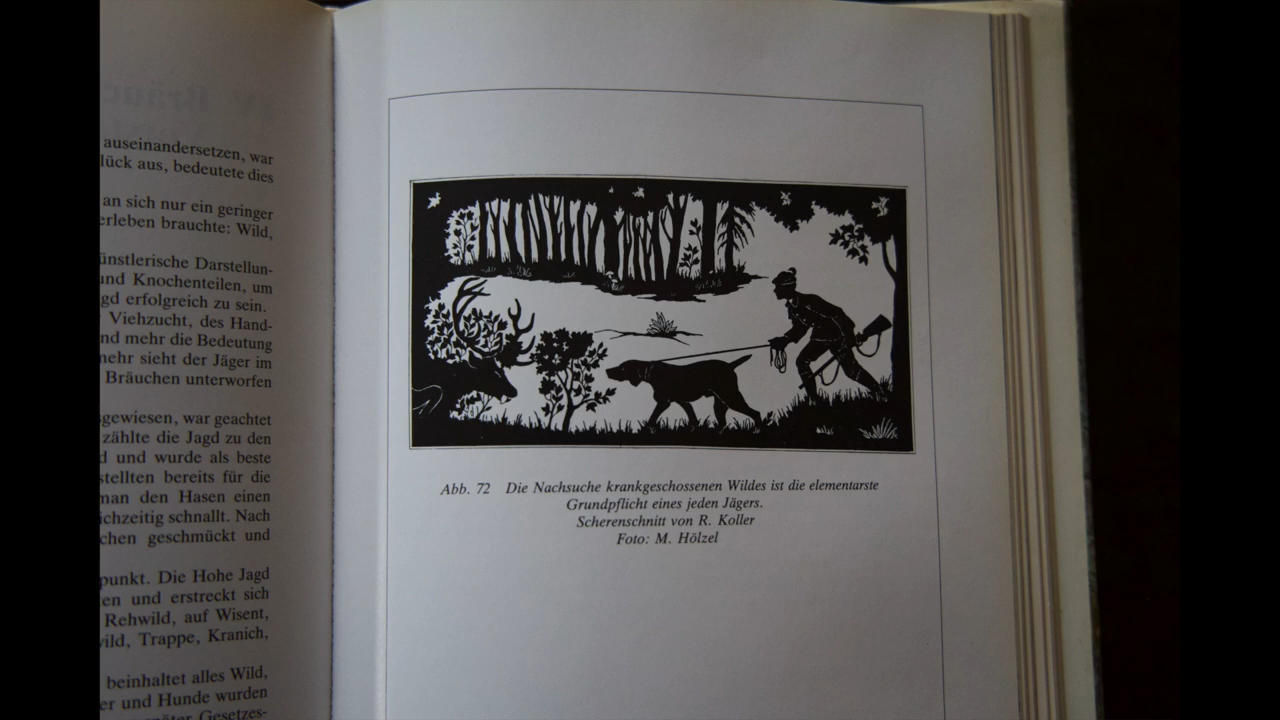 auseinandersetzen, war
lück aus, bedeutete dies
an sich nur ein geringer
erleben brauchte: Wild,
ünstlerische Darstellun-
und Knochenteilen, um
gd erfolgreich zu sein.
Viehzucht, des Hand-
nd mehr die Bedeutung
mehr sieht der Jäger im
Bräuchen unterworfen
sgewiesen, war geachtet
zählte die Jagd zu den
d und wurde als beste
stellten bereits für die
man den Hasen einen
ichzeitig schnallt. Nach
chen geschmückt und
punkt. Die Hohe Jagd
en und erstreckt sich
Rehwild, auf Wisent,
wild, Trappe, Kranich,
beinhaltet alles Wild,
er und Hunde wurden
später Gesetzes-
Abb. 72 Die Nachsuche krankgeschossenen Wildes ist die elementarste
Grundpflicht eines jeden Jägers.
Scherenschnitt von R. Koller
Foto: M. Hölzel